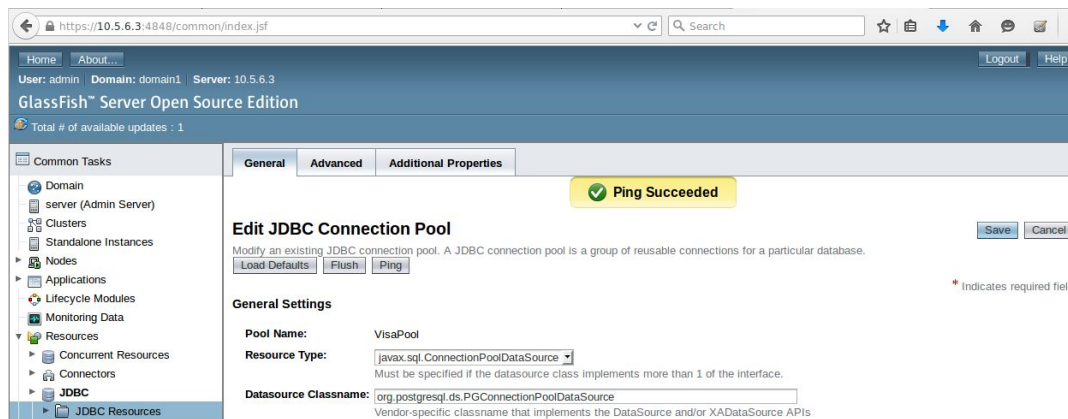 https://10.5.6.3:4848/common/index.jsf
Search
Home About...
Logout Help
User: admin Domain: domain1 Server: 10.5.6.3
GlassFish™ Server Open Source Edition
Total # of available updates : 1
Common Tasks
Domain
server (Admin Server)
Clusters
Standalone Instances
Nodes
Applications
Lifecycle Modules
Monitoring Data
Resources
Concurrent Resources
Connectors
JDBC
JDBC Resources
General Advanced Additional Properties
Ping Succeeded
Edit JDBC Connection Pool
Save Cancel
Modify an existing JDBC connection pool. A JDBC connection pool is a group of reusable connections for a particular database.
Load Defaults Flush Ping
* Indicates required fiel
General Settings
Pool Name: VisaPool
Resource Type: javax.sql.ConnectionPoolDataSource
Must be specified if the datasource class implements more than 1 of the interface.
Datasource Classname: org.postgresql.ds.PGConnectionPoolDataSource
Vendor-specific classname that implements the DataSource and/or XADataSource APIs